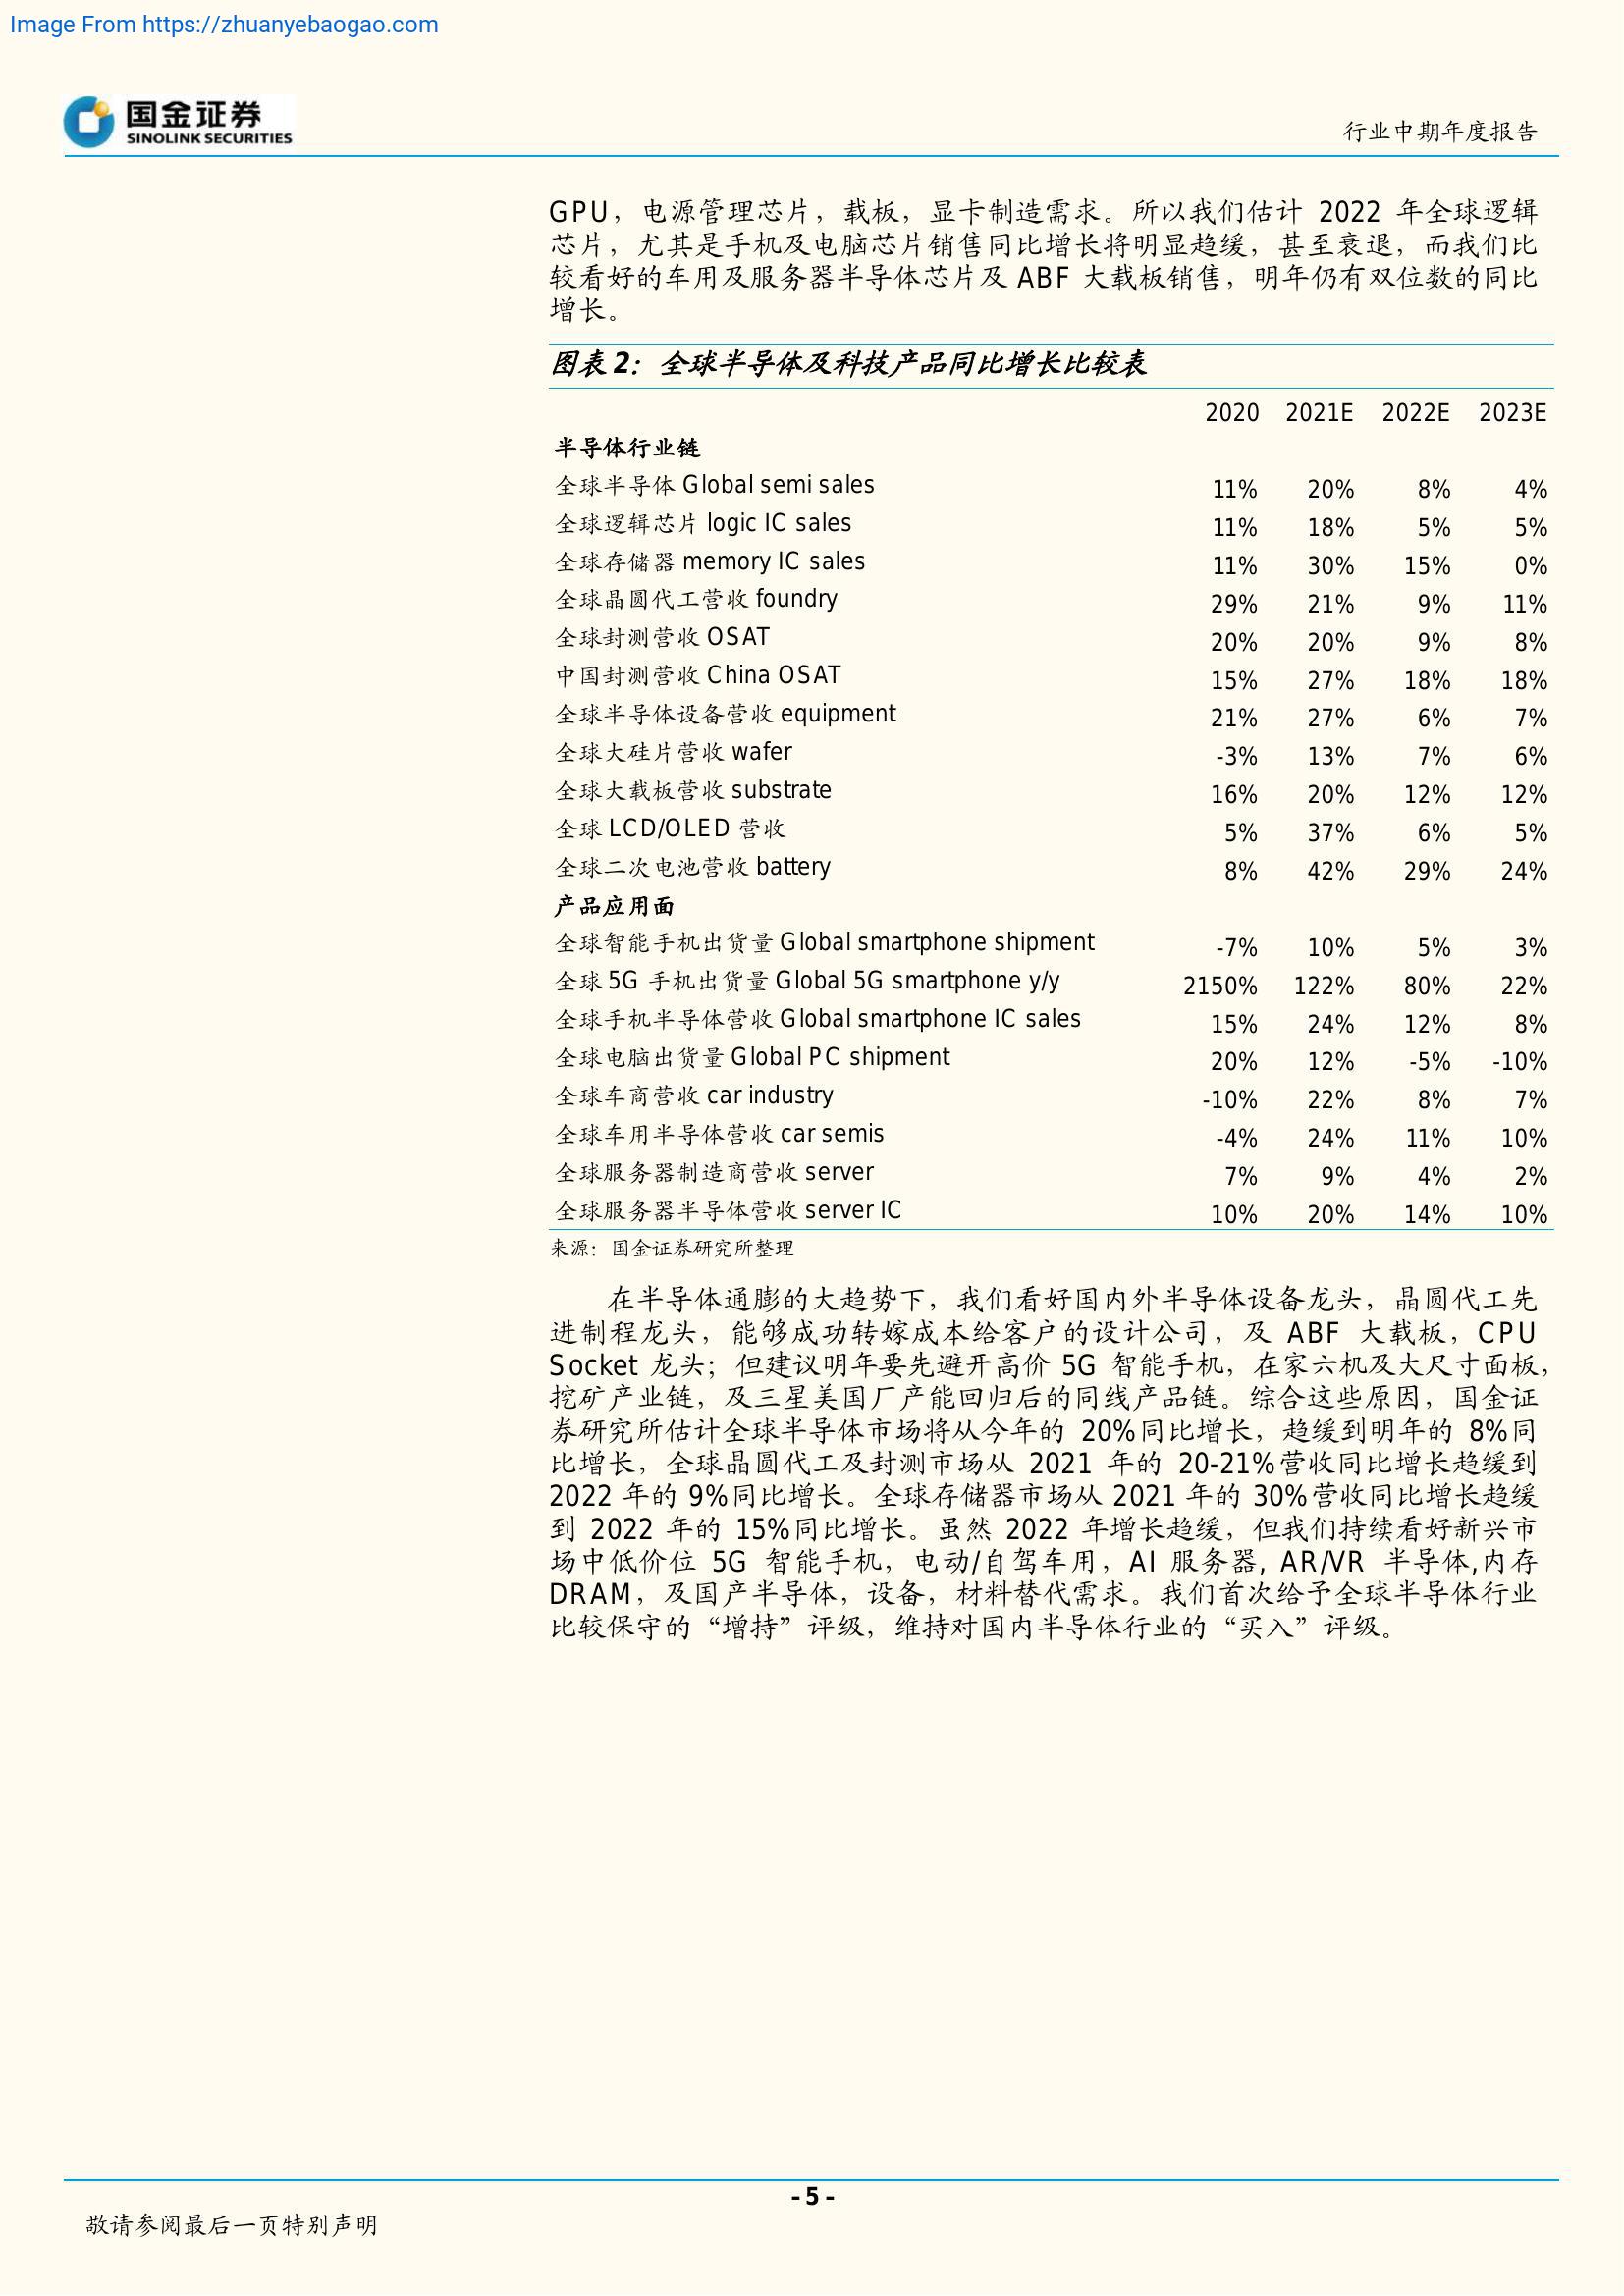 Image From https://zhuanyebaogao.com
国金证券
SINOLINK SECURITIES
行业中期年度报告
GPU，电源管理芯片，载板，显卡制造需求。所以我们估计 2022 年全球逻辑
芯片，尤其是手机及电脑芯片销售同比增长将明显趋缓，甚至衰退，而我们比
较看好的车用及服务器半导体芯片及 ABF 大载板销售，明年仍有双位数的同比
增长。
图表 2：全球半导体及科技产品同比增长比较表
2020 2021E 2022E 2023E
半导体行业链
全球半导体 Global semi sales 11% 20% 8% 4%
全球逻辑芯片 logic IC sales 11% 18% 5% 5%
全球存储器 memory IC sales 11% 30% 15% 0%
全球晶圆代工营收 foundry 29% 21% 9% 11%
全球封测营收 OSAT 20% 20% 9% 8%
中国封测营收 China OSAT 15% 27% 18% 18%
全球半导体设备营收 equipment 21% 27% 6% 7%
全球大硅片营收 wafer -3% 13% 7% 6%
全球大载板营收 substrate 16% 20% 12% 12%
全球 LCD/OLED 营收 5% 37% 6% 5%
全球二次电池营收 battery 8% 42% 29% 24%
产品应用面
全球智能手机出货量 Global smartphone shipment -7% 10% 5% 3%
全球 5G 手机出货量 Global 5G smartphone y/y 2150% 122% 80% 22%
全球手机半导体营收 Global smartphone IC sales 15% 24% 12% 8%
全球电脑出货量 Global PC shipment 20% 12% -5% -10%
全球车商营收 car industry -10% 22% 8% 7%
全球车用半导体营收 car semis -4% 24% 11% 10%
全球服务器制造商营收 server 7% 9% 4% 2%
全球服务器半导体营收 server IC 10% 20% 14% 10%
来源：国金证券研究所整理
在半导体通膨的大趋势下，我们看好国内外半导体设备龙头，晶圆代工先
进制程龙头，能够成功转嫁成本给客户的设计公司，及 ABF 大载板，CPU
Socket 龙头；但建议明年要先避开高价 5G 智能手机，在家六机及大尺寸面板，
挖矿产业链，及三星美国厂产能回归后的同线产品链。综合这些原因，国金证
券研究所估计全球半导体市场将从今年的 20%同比增长，趋缓到明年的 8%同
比增长，全球晶圆代工及封测市场从 2021 年的 20-21%营收同比增长趋缓到
2022 年的 9%同比增长。全球存储器市场从 2021 年的 30%营收同比增长趋缓
到 2022 年的 15%同比增长。虽然 2022 年增长趋缓，但我们持续看好新兴市
场中低价位 5G 智能手机，电动/自驾车用，AI 服务器, AR/VR 半导体,内存
DRAM，及国产半导体，设备，材料替代需求。我们首次给予全球半导体行业
比较保守的“增持”评级，维持对国内半导体行业的“买入”评级。
- 5 -
敬请参阅最后一页特别声明